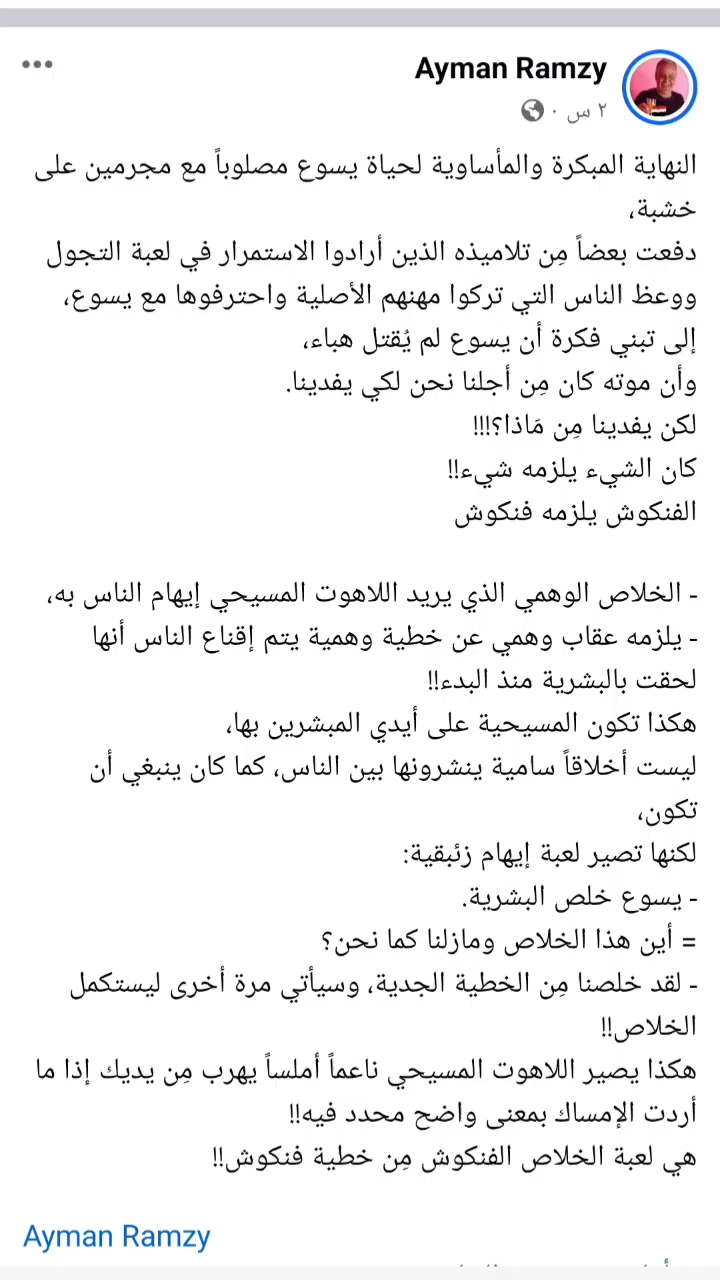 Ayman Ramzy
٢ س ·
النهاية المبكرة والمأساوية لحياة يسوع مصلوباً مع مجرمين على
خشبة،
دفعت بعضاً مِن تلاميذه الذين أرادوا الاستمرار في لعبة التجول
ووعظ الناس التي تركوا مهنهم الأصلية واحترفوها مع يسوع،
إلى تبني فكرة أن يسوع لم يُقتل هباء،
وأن موته كان مِن أجلنا نحن لكي يفدينا.
لكن يفدينا مِن مَاذا؟!!!
كان الشيء يلزمه شيء!!
الفنكوش يلزمه فنكوش
- الخلاص الوهمي الذي يريد اللاهوت المسيحي إيهام الناس به،
- يلزمه عقاب وهمي عن خطية وهمية يتم إقناع الناس أنها
لحقت بالبشرية منذ البدء!!
هكذا تكون المسيحية على أيدي المبشرين بها،
ليست أخلاقاً سامية ينشرونها بين الناس، كما كان ينبغي أن
تكون،
لكنها تصير لعبة إيهام زئبقية:
- يسوع خلص البشرية.
= أين هذا الخلاص ومازلنا كما نحن؟
- لقد خلصنا مِن الخطية الجدية، وسيأتي مرة أخرى ليستكمل
الخلاص!!
هكذا يصير اللاهوت المسيحي ناعماً أملساً يهرب مِن يديك إذا ما
أردت الإمساك بمعنى واضح محدد فيه!!
هي لعبة الخلاص الفنكوش مِن خطية فنكوش!!
Ayman Ramzy